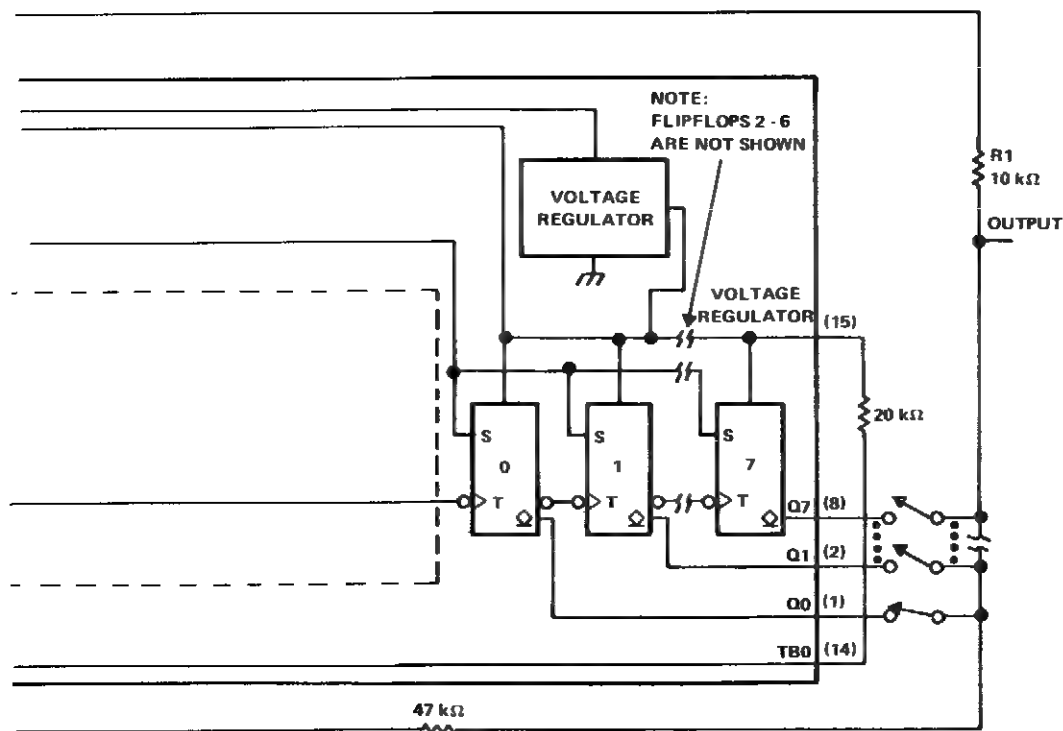 NOTE:
FLIPFLOPS 2 - 6
ARE NOT SHOWN
R1
10 kΩ
VOLTAGE
REGULATOR
OUTPUT
VOLTAGE
REGULATOR
(15)
20 kΩ
S
S
S
0
1
7
T
T
T
Q
Q
Q
Q7 (8)
Q1 (2)
Q0 (1)
TB0 (14)
47 kΩ